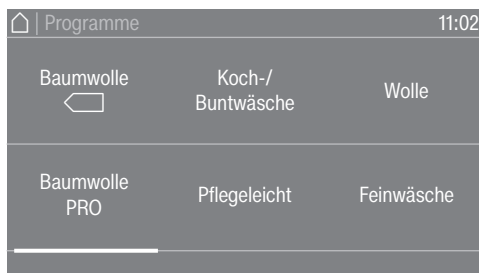 Programme
11:02
Baumwolle
Koch-/
Buntwäsche
Wolle
Baumwolle
PRO
Pflegeleicht
Feinwäsche